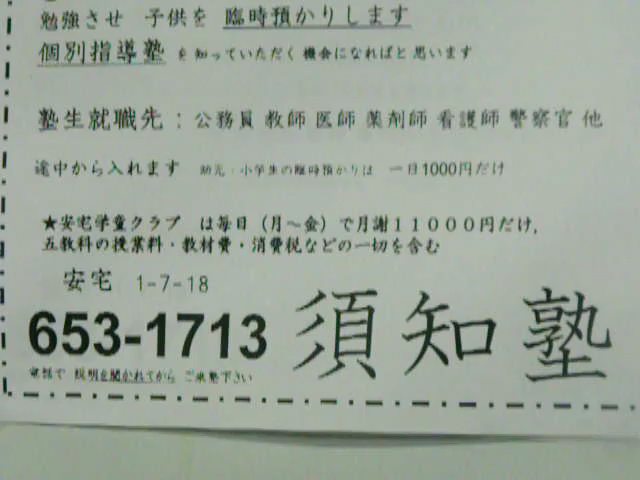 勉強させ 子供を 臨時預かりします
個別指導塾 を知っていただく機会になればと思います
塾生就職先：公務員 教師 医師 薬剤師 看護師 警察官 他
途中から入れます 幼児・小学生の臨時預かりは 一日1000円だけ
★安宅学童クラブ は毎日（月～金）で月謝11000円だけ,
五教科の授業料・教材費・消費税などの一切を含む
安宅 1-7-18
653-1713 須知塾
電話で 説明を聞かれてから ご来塾下さい